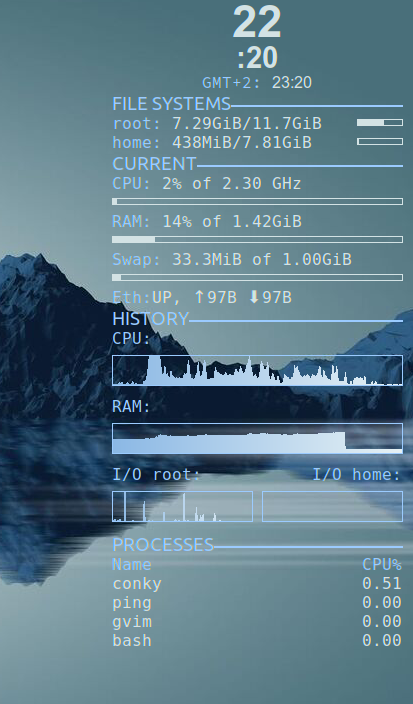 22
:20
GMT+2: 23:20
FILE SYSTEMS
root: 7.29GiB/11.7GiB
home: 438MiB/7.81GiB
CURRENT
CPU: 2% of 2.30 GHz
RAM: 14% of 1.42GiB
Swap: 33.3MiB of 1.00GiB
Eth:UP, ↑97B ⬇97B
HISTORY
CPU:
RAM:
I/O root: I/O home:
PROCESSES
Name CPU%
conky 0.51
ping 0.00
gvim 0.00
bash 0.00